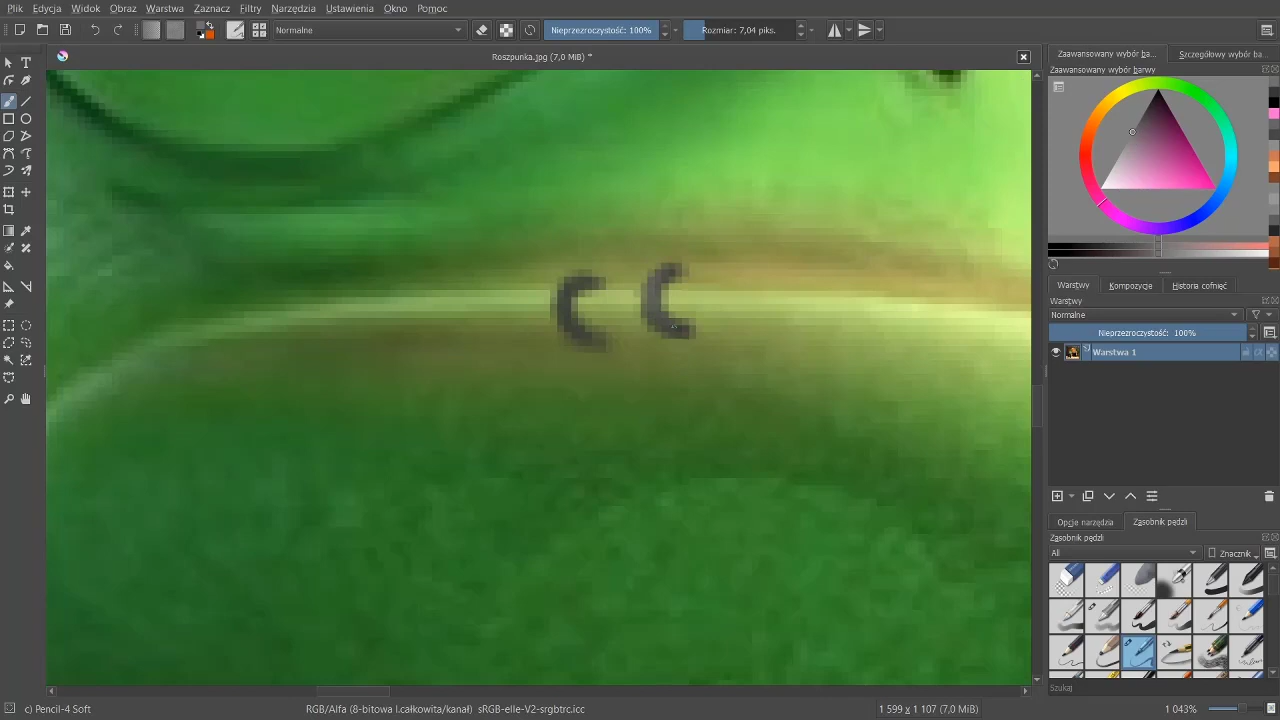 Plik Edycja Widok Obraz Warstwa Zaznacz Filtry Narzędzia Ustawienia Okno Pomoc
Normalne Nieprzezroczystość: 100% Rozmiar: 7,04 piks.
Roszpunka.jpg (7,0 MiB) *
Zaawansowany wybór ba... Szczegółowy wybór ba...
Zaawansowany wybór barwy
CC
Warstwy Kompozycje Historia cofnięć
Warstwy
Normalne
Nieprzezroczystość: 100%
Warstwa 1
Opcje narzędzia Zasobnik pędzli
Zasobnik pędzli
All Znacznik
Szukaj
c) Pencil-4 Soft RGB/Alfa (8-bitowa l.całkowita/kanał) sRGB-elle-V2-srgbtrc.icc 1 599 x 1 107 (7,0 MiB) 1 043%